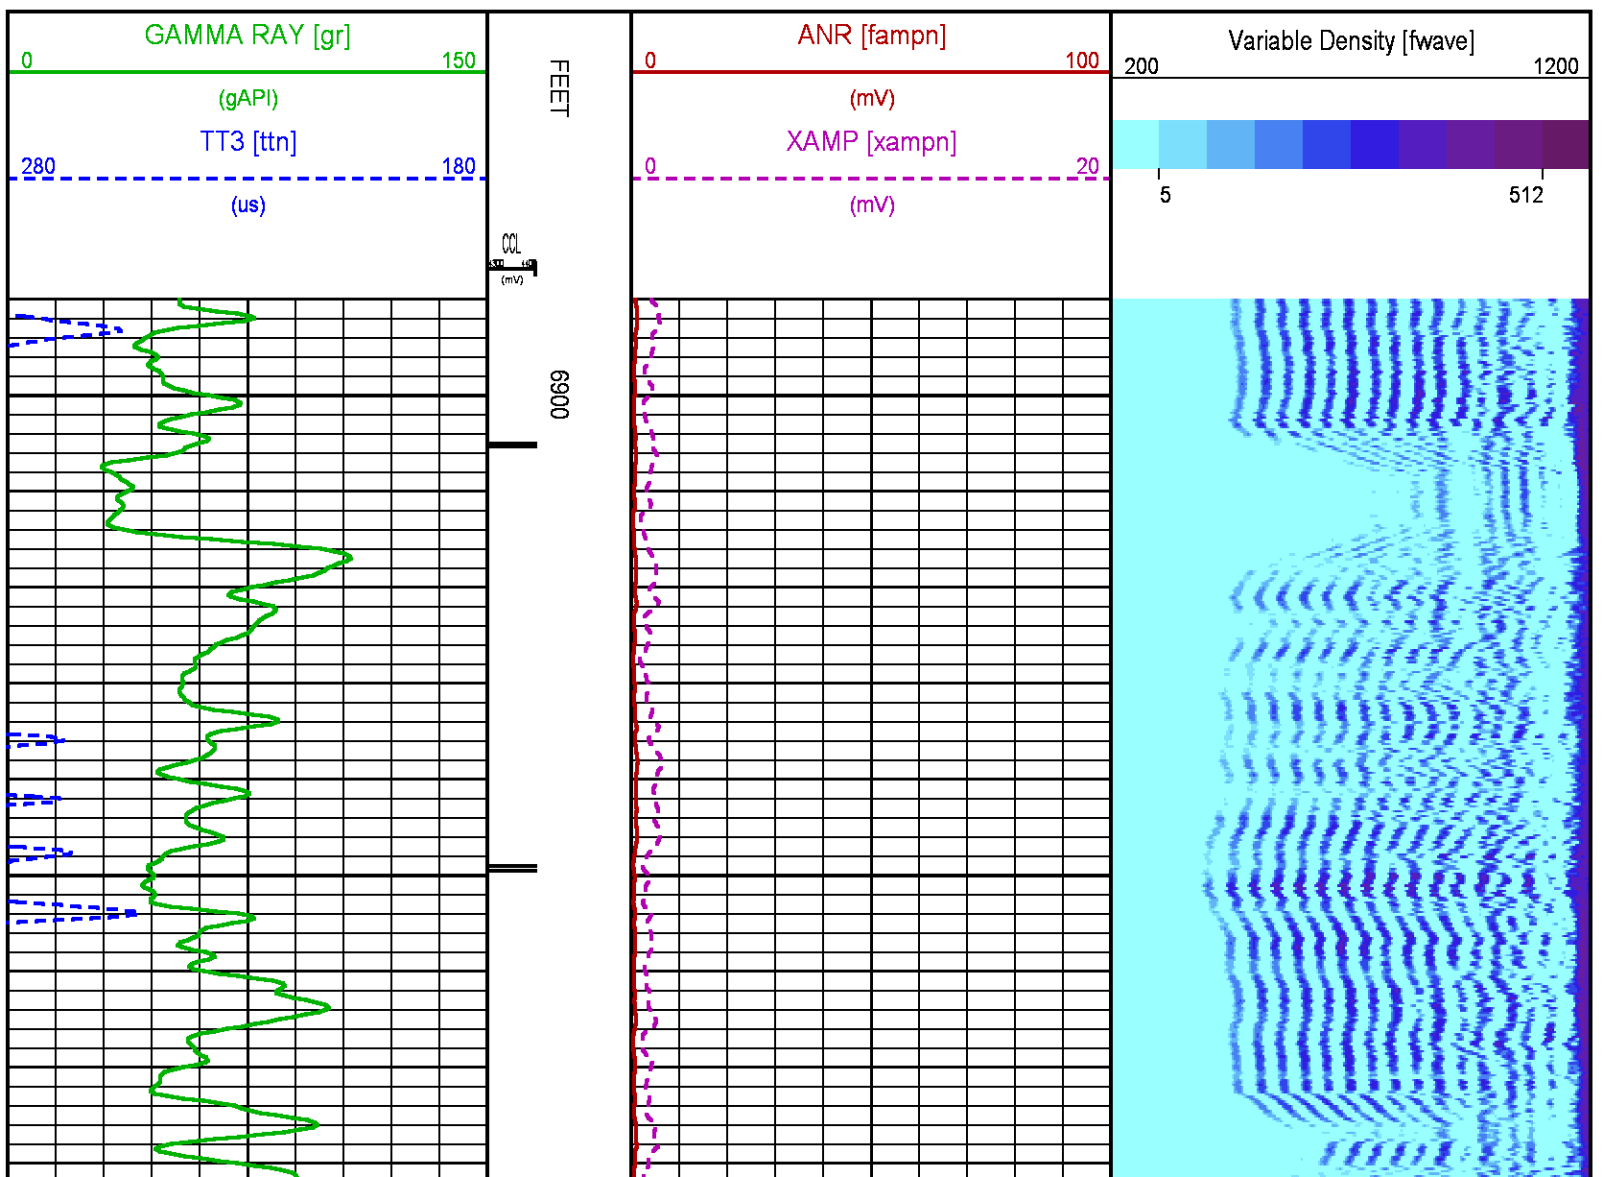 GAMMA RAY [gr]
0 150
(gAPI)
TT3 [ttn]
280 180
(us)
FEET
CCL
(mV)
6900
ANR [fampn]
0 100
(mV)
XAMP [xampn]
0 20
(mV)
Variable Density [fwave]
200 1200
5 512